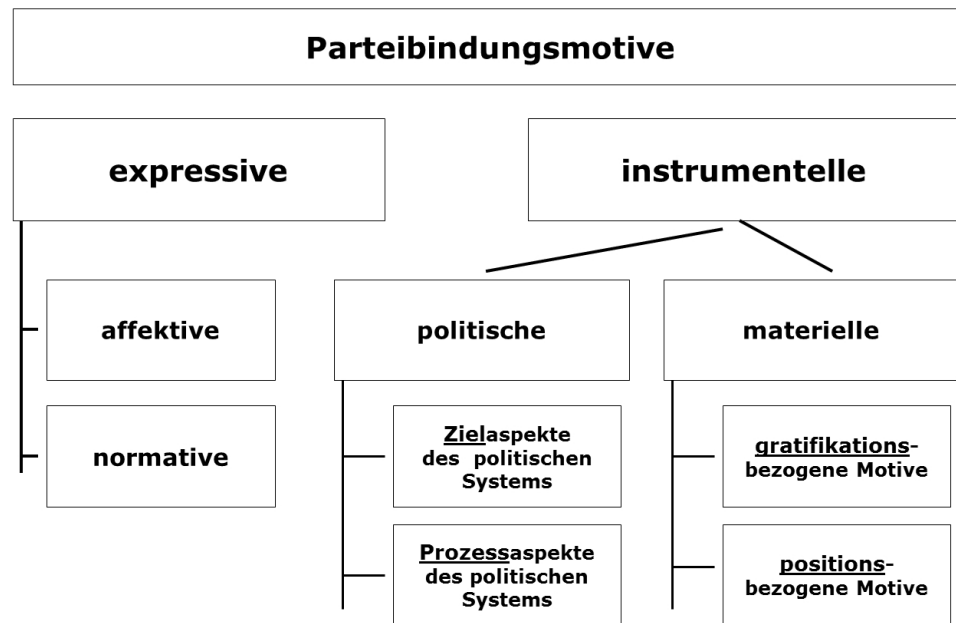 Parteibindungsmotive
expressive
instrumentelle
affektive
politische
materielle
normative
Zielaspekte
des politischen
Systems
gratifikations-
bezogene Motive
Prozessaspekte
des politischen
Systems
positions-
bezogene Motive